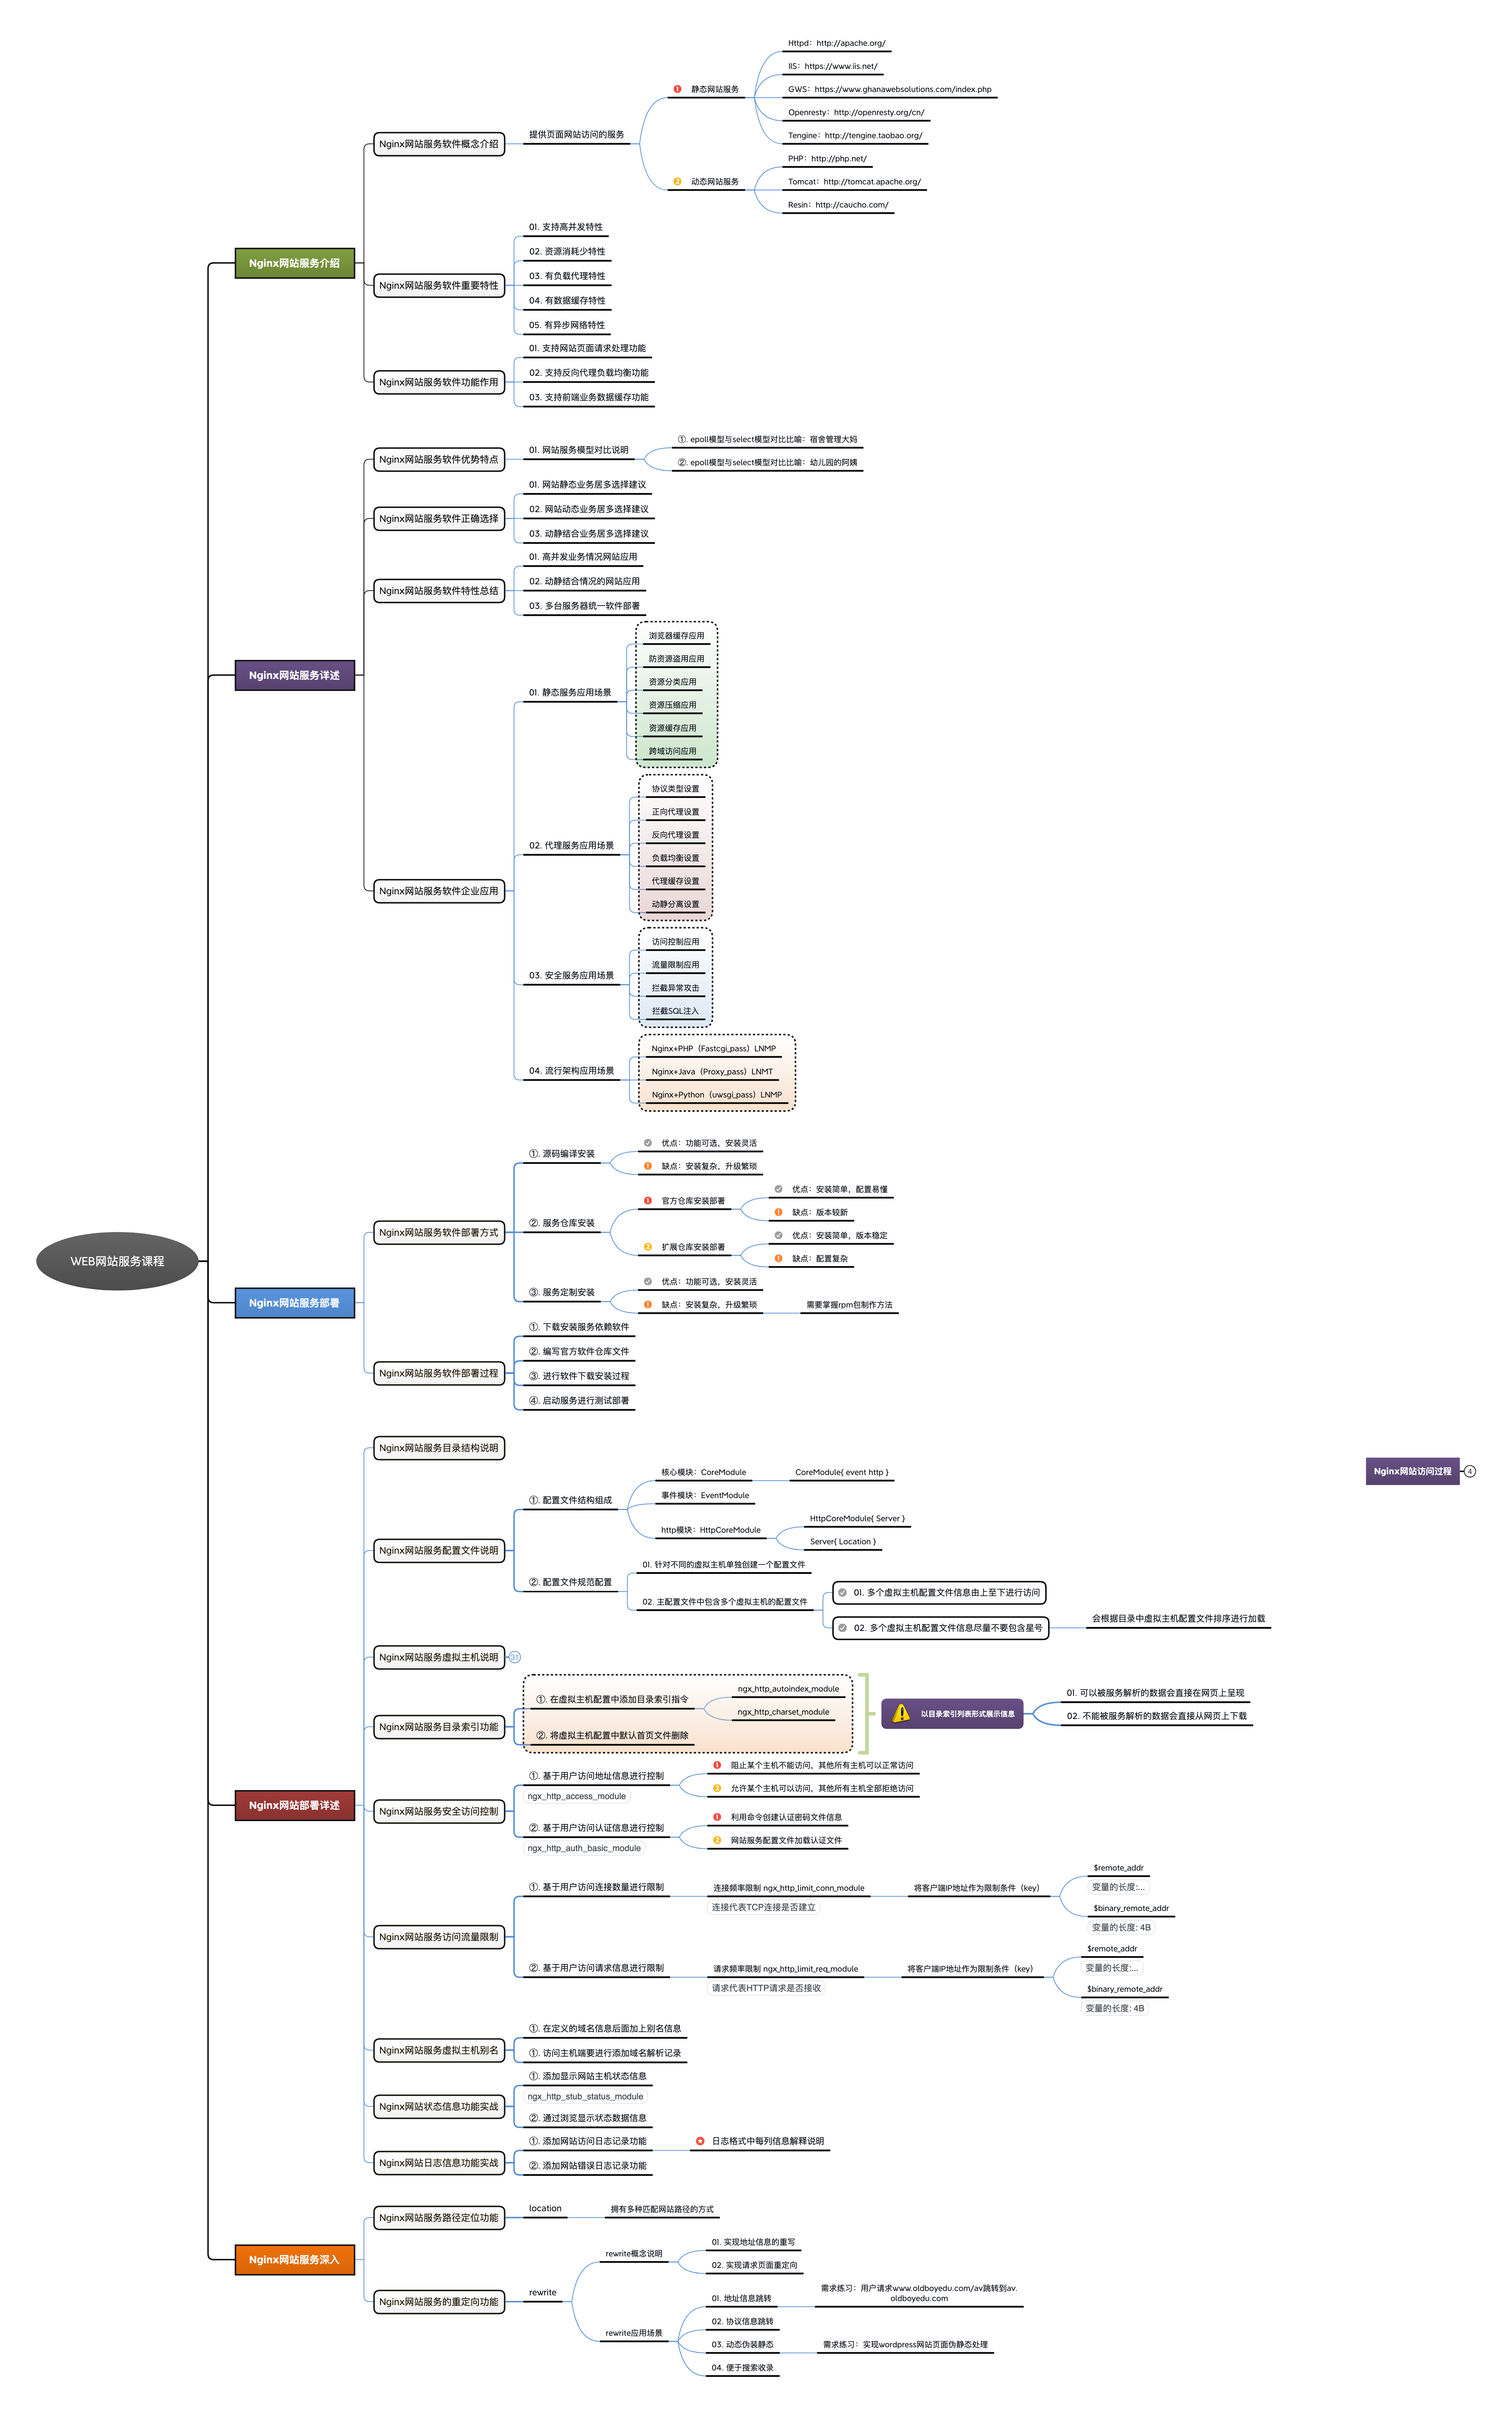 WEB网站服务课程
Nginx网站服务介绍
Nginx网站服务软件概念介绍
提供页面网站访问的服务
1 静态网站服务
Httpd：http://apache.org/
IIS：https://www.iis.net/
GWS：https://www.ghanawebsolutions.com/index.php
Openresty：http://openresty.org/cn/
Tengine：http://tengine.taobao.org/
2 动态网站服务
PHP：http://php.net/
Tomcat：http://tomcat.apache.org/
Resin：http://caucho.com/
Nginx网站服务软件重要特性
01. 支持高并发特性
02. 资源消耗少特性
03. 有负载代理特性
04. 有数据缓存特性
05. 有异步网络特性
Nginx网站服务软件功能作用
01. 支持网站页面请求处理功能
02. 支持反向代理负载均衡功能
03. 支持前端业务数据缓存功能
Nginx网站服务详述
Nginx网站服务软件优势特点
01. 网站服务模型对比说明
①. epoll模型与select模型对比比喻：宿舍管理大妈
②. epoll模型与select模型对比比喻：幼儿园的阿姨
Nginx网站服务软件正确选择
01. 网站静态业务居多选择建议
02. 网站动态业务居多选择建议
03. 动静结合业务居多选择建议
Nginx网站服务软件特性总结
01. 高并发业务情况网站应用
02. 动静结合情况的网站应用
03. 多台服务器统一软件部署
Nginx网站服务软件企业应用
01. 静态服务应用场景
浏览器缓存应用
防资源盗用应用
资源分类应用
资源压缩应用
资源缓存应用
跨域访问应用
02. 代理服务应用场景
协议类型设置
正向代理设置
反向代理设置
负载均衡设置
代理缓存设置
动静分离设置
03. 安全服务应用场景
访问控制应用
流量限制应用
拦截异常攻击
拦截SQL注入
04. 流行架构应用场景
Nginx+PHP（Fastcgi_pass）LNMP
Nginx+Java（Proxy_pass）LNMT
Nginx+Python（uwsgi_pass）LNMP
Nginx网站服务部署
Nginx网站服务软件部署方式
①. 源码编译安装
优点：功能可选，安装灵活
缺点：安装复杂，升级繁琐
②. 服务仓库安装
1 官方仓库安装部署
优点：安装简单，配置易懂
缺点：版本较新
2 扩展仓库安装部署
优点：安装简单，版本稳定
缺点：配置复杂
③. 服务定制安装
优点：功能可选，安装灵活
缺点：安装复杂，升级繁琐
需要掌握rpm包制作方法
Nginx网站服务软件部署过程
①. 下载安装服务依赖软件
②. 编写官方软件仓库文件
③. 进行软件下载安装过程
④. 启动服务进行测试部署
Nginx网站部署详述
Nginx网站服务目录结构说明
Nginx网站服务配置文件说明
①. 配置文件结构组成
核心模块：CoreModule
CoreModule{ event http }
事件模块：EventModule
http模块：HttpCoreModule
HttpCoreModule{ Server }
Server{ Location }
②. 配置文件规范配置
01. 针对不同的虚拟主机单独创建一个配置文件
02. 主配置文件中包含多个虚拟主机的配置文件
01. 多个虚拟主机配置文件信息由上至下进行访问
02. 多个虚拟主机配置文件信息尽量不要包含星号
会根据目录中虚拟主机配置文件排序进行加载
Nginx网站访问过程
4
Nginx网站服务虚拟主机说明
31
Nginx网站服务目录索引功能
①. 在虚拟主机配置中添加目录索引指令
ngx_http_autoindex_module
ngx_http_charset_module
②. 将虚拟主机配置中默认首页文件删除
以目录索引列表形式展示信息
01. 可以被服务解析的数据会直接在网页上呈现
02. 不能被服务解析的数据会直接从网页上下载
Nginx网站服务安全访问控制
①. 基于用户访问地址信息进行控制
ngx_http_access_module
1 阻止某个主机不能访问，其他所有主机可以正常访问
2 允许某个主机可以访问，其他所有主机全部拒绝访问
②. 基于用户访问认证信息进行控制
ngx_http_auth_basic_module
1 利用命令创建认证密码文件信息
2 网站服务配置文件加载认证文件
Nginx网站服务访问流量限制
①. 基于用户访问连接数量进行限制
连接频率限制 ngx_http_limit_conn_module
连接代表TCP连接是否建立
将客户端IP地址作为限制条件（key）
$remote_addr
变量的长度:...
$binary_remote_addr
变量的长度: 4B
②. 基于用户访问请求信息进行限制
请求频率限制 ngx_http_limit_req_module
请求代表HTTP请求是否接收
将客户端IP地址作为限制条件（key）
$remote_addr
变量的长度:...
$binary_remote_addr
变量的长度: 4B
Nginx网站服务虚拟主机别名
①. 在定义的域名信息后面加上别名信息
①. 访问主机端要进行添加域名解析记录
Nginx网站状态信息功能实战
①. 添加显示网站主机状态信息
ngx_http_stub_status_module
②. 通过浏览显示状态数据信息
Nginx网站日志信息功能实战
①. 添加网站访问日志记录功能
日志格式中每列信息解释说明
②. 添加网站错误日志记录功能
Nginx网站服务深入
Nginx网站服务路径定位功能
location
拥有多种匹配网站路径的方式
Nginx网站服务的重定向功能
rewrite
rewrite概念说明
01. 实现地址信息的重写
02. 实现请求页面重定向
rewrite应用场景
01. 地址信息跳转
需求练习：用户请求www.oldboyedu.com/av跳转到av.
oldboyedu.com
02. 协议信息跳转
03. 动态伪装静态
需求练习：实现wordpress网站页面伪静态处理
04. 便于搜索收录